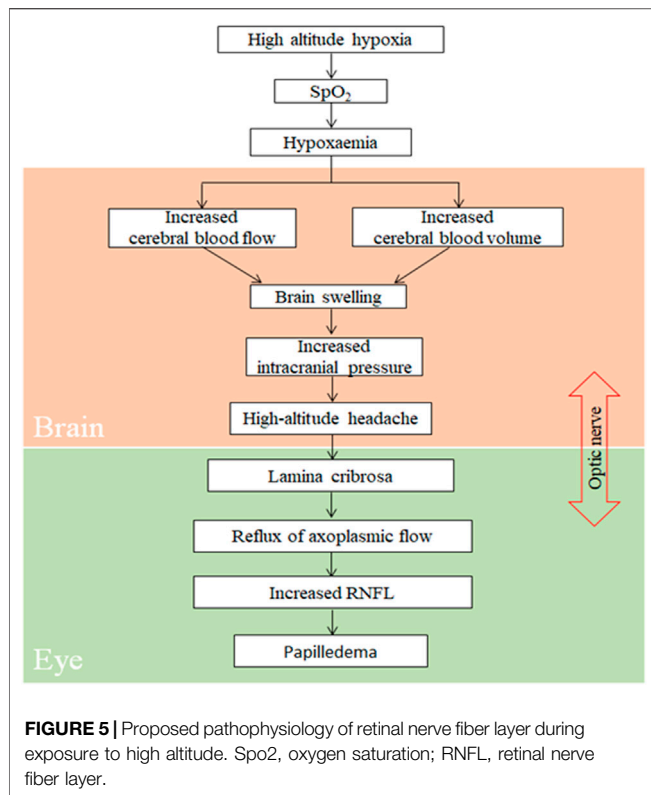 High altitude hypoxia
SpO₂
Hypoxaemia
Increased
cerebral blood flow
Increased
cerebral blood volume
Brain swelling
Increased
intracranial pressure
High-altitude headache
Brain
Optic nerve
Lamina cribrosa
Reflux of axoplasmic flow
Increased RNFL
Papilledema
Eye
FIGURE 5 | Proposed pathophysiology of retinal nerve fiber layer during
exposure to high altitude. Spo2, oxygen saturation; RNFL, retinal nerve
fiber layer.